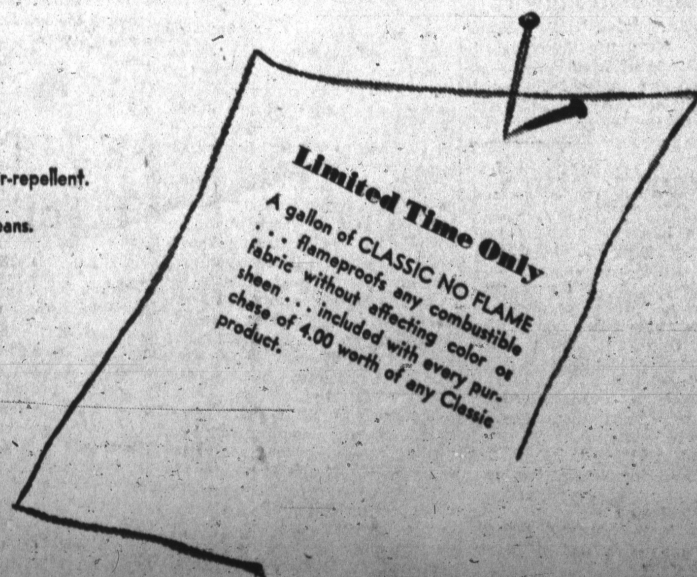 r-repellent.
eans.
Limited Time Only
A gallon of CLASSIC NO FLAME
. . . flameproofs any combustible
fabric without affecting color or
sheen . . . included with every pur-
chase of 4.00 worth of any Classic
product.